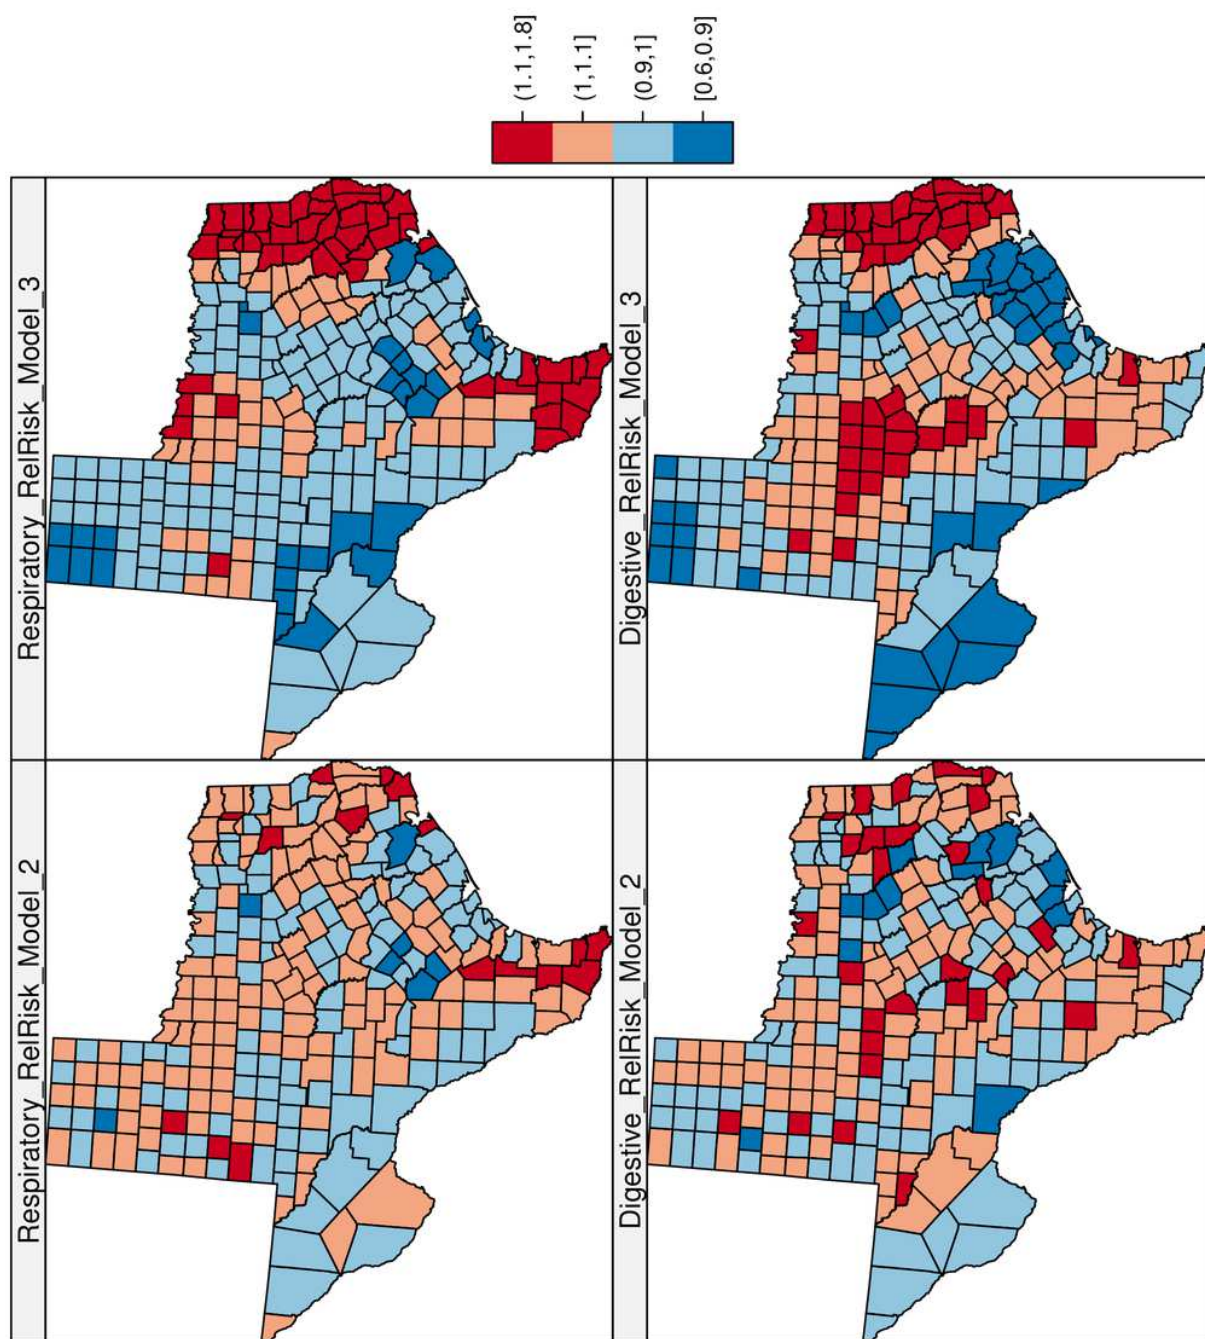 Respiratory_RelRisk_Model_2
Respiratory_RelRisk_Model_3
Digestive_RelRisk_Model_2
Digestive_RelRisk_Model_3
(1.1,1.8]
(1,1.1]
(0.9,1]
[0.6,0.9]